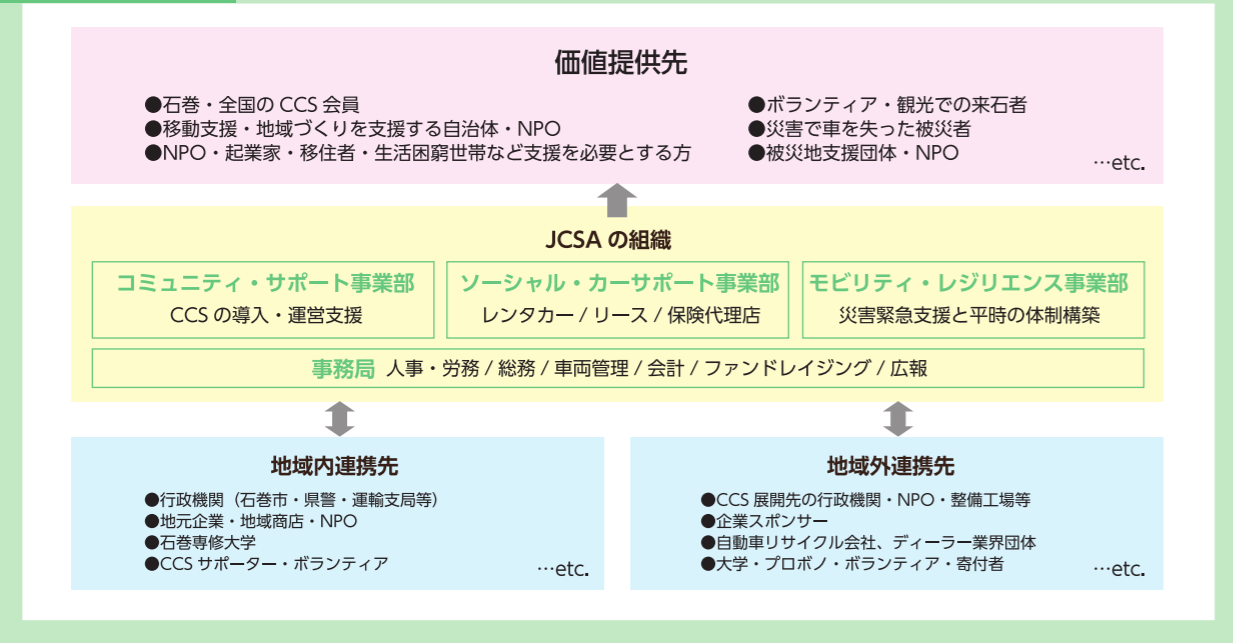 価値提供先
●石巻・全国の CCS 会員
●移動支援・地域づくりを支援する自治体・NPO
●NPO・起業家・移住者・生活困窮世帯など支援を必要とする方
●ボランティア・観光での来石者
●災害で車を失った被災者
●被災地支援団体・NPO
…etc.
JCSA の組織
コミュニティ・サポート事業部
CCS の導入・運営支援
ソーシャル・カーサポート事業部
レンタカー / リース / 保険代理店
モビリティ・レジリエンス事業部
災害緊急支援と平時の体制構築
事務局 人事・労務 / 総務 / 車両管理 / 会計 / ファンドレイジング / 広報
地域内連携先
●行政機関（石巻市・県警・運輸支局等）
●地元企業・地域商店・NPO
●石巻専修大学
●CCS サポーター・ボランティア
…etc.
地域外連携先
●CCS 展開先の行政機関・NPO・整備工場等
●企業スポンサー
●自動車リサイクル会社、ディーラー業界団体
●大学・プロボノ・ボランティア・寄付者
…etc.